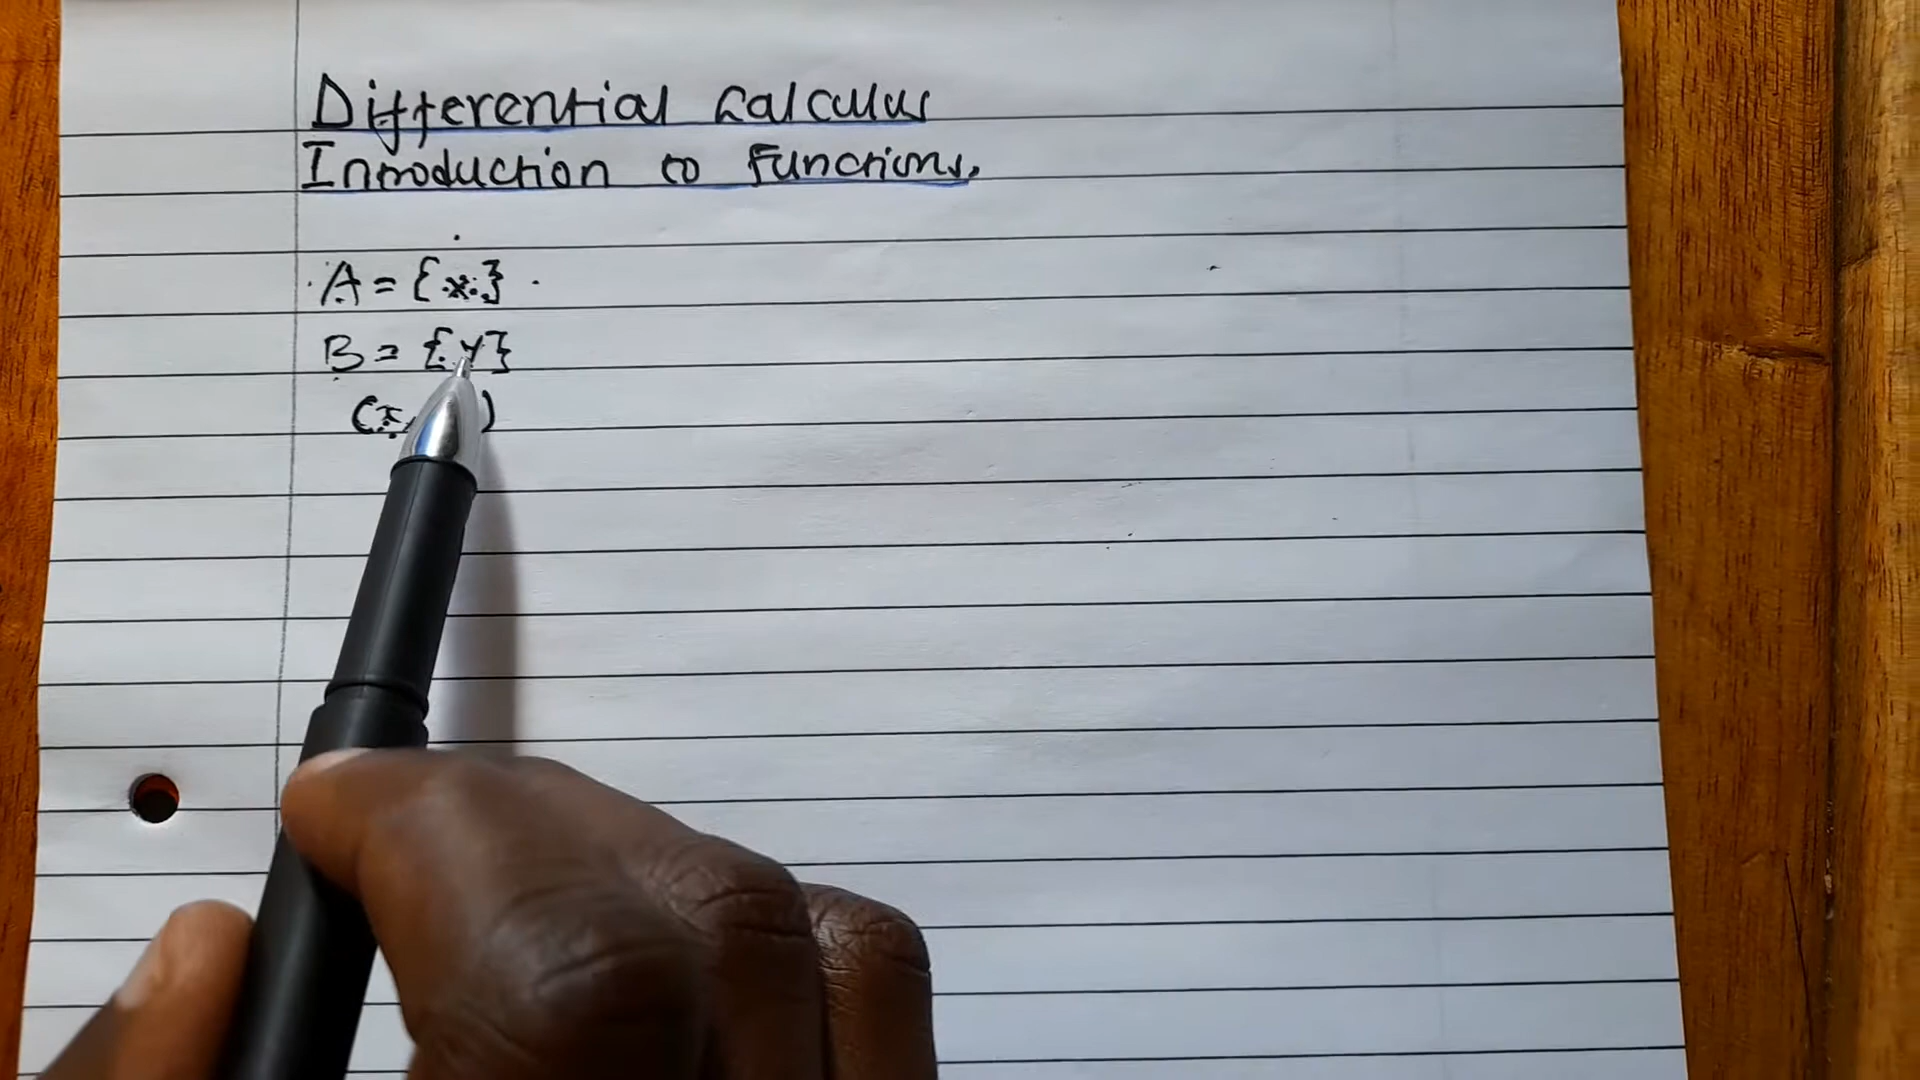 Differential Calculus
Introduction to Functions.
A = {x}
B = {y}
(x, )